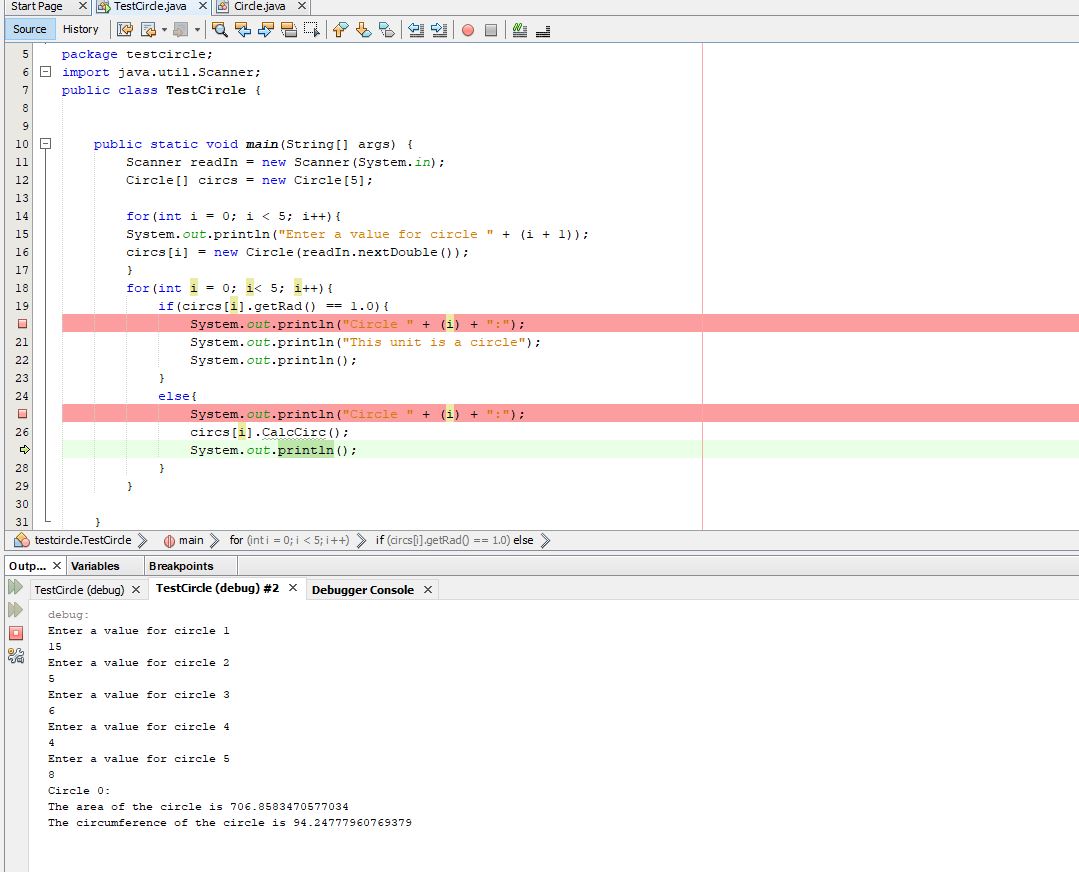 Start Page TestCircle.java Circle.java
Source History
5 package testcircle;
6 import java.util.Scanner;
7 public class TestCircle {
8
9
10 public static void main(String[] args) {
11 Scanner readIn = new Scanner(System.in);
12 Circle[] circs = new Circle[5];
13
14 for(int i = 0; i < 5; i++){
15 System.out.println("Enter a value for circle " + (i + 1));
16 circs[i] = new Circle(readIn.nextDouble());
17 }
18 for(int i = 0; i< 5; i++){
19 if(circs[i].getRad() == 1.0){
System.out.println("Circle " + (i) + ":");
21 System.out.println("This unit is a circle");
22 System.out.println();
23 }
24 else{
System.out.println("Circle " + (i) + ":");
26 circs[i].CalcCirc();
System.out.println();
28 }
29 }
30
31 }
testcircle.TestCircle main for (int i = 0; i < 5; i++) if (circs[i].getRad() == 1.0) else
Outp... Variables Breakpoints
TestCircle (debug) TestCircle (debug) #2 Debugger Console
debug:
Enter a value for circle 1
15
Enter a value for circle 2
5
Enter a value for circle 3
6
Enter a value for circle 4
4
Enter a value for circle 5
8
Circle 0:
The area of the circle is 706.8583470577034
The circumference of the circle is 94.24777960769379